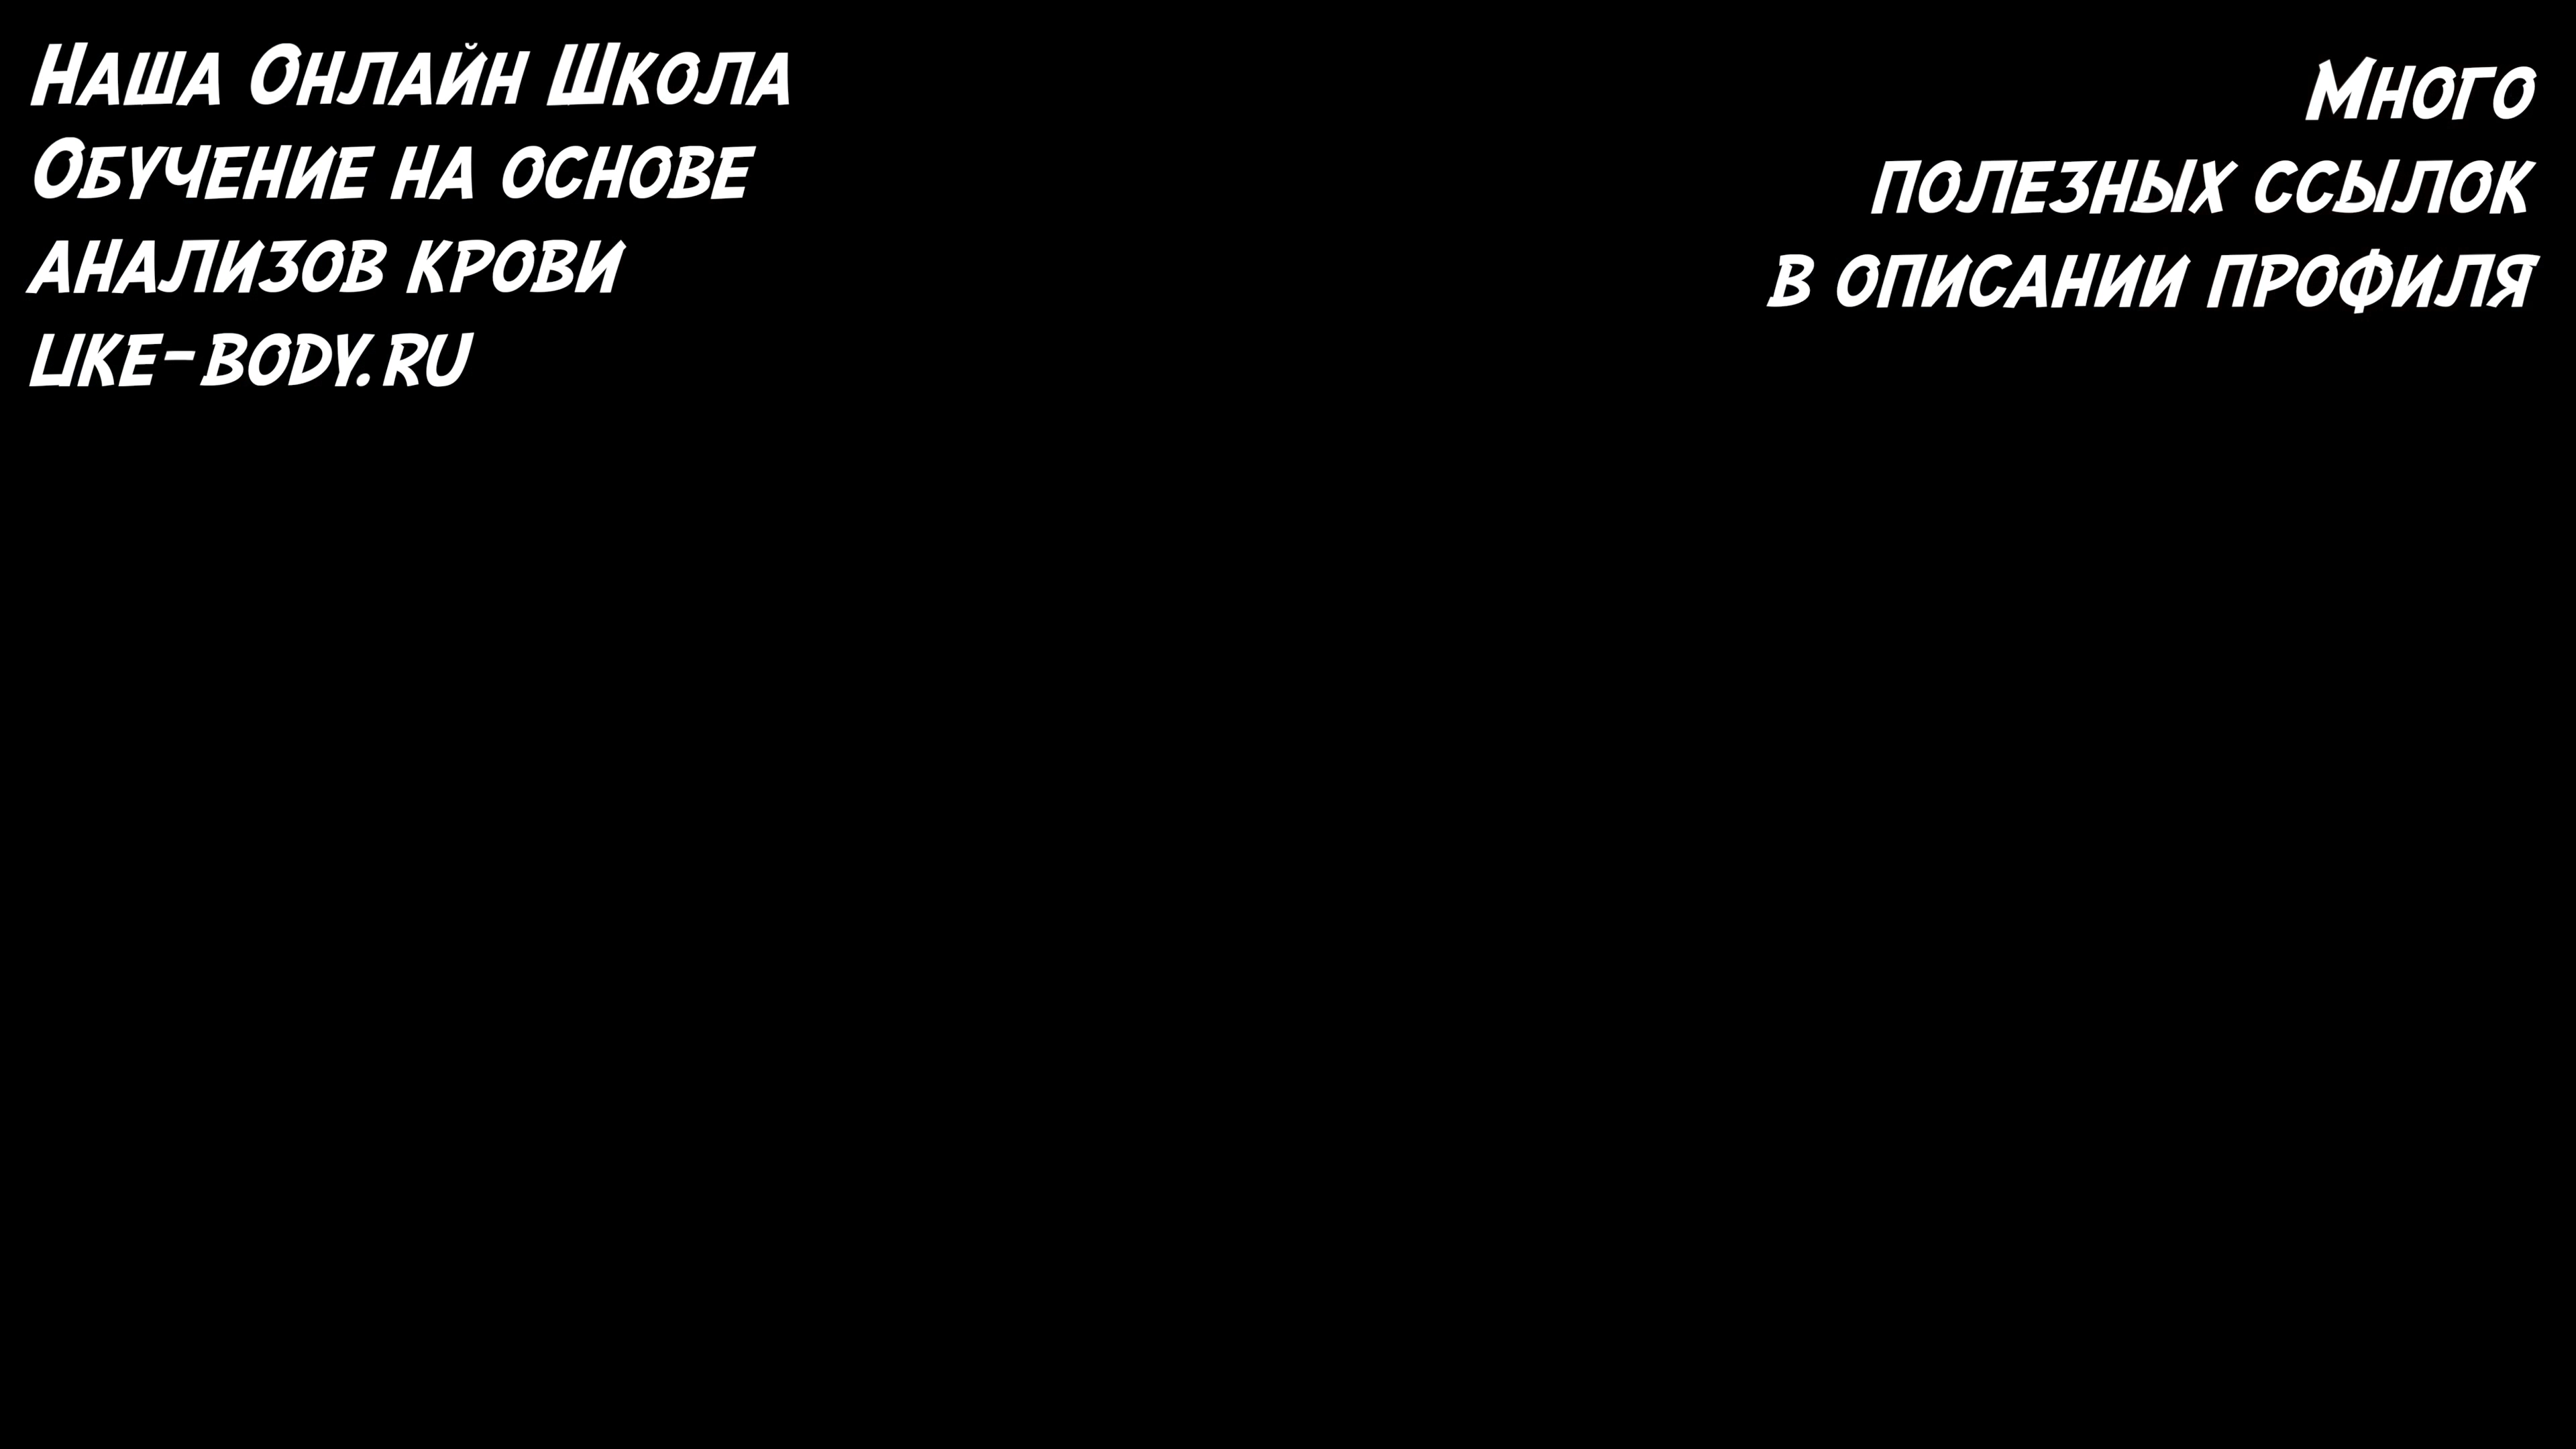 Наша Онлайн Школа
Обучение на основе
анализов крови
like-body.ru
Много
полезных ссылок
в описании профиля